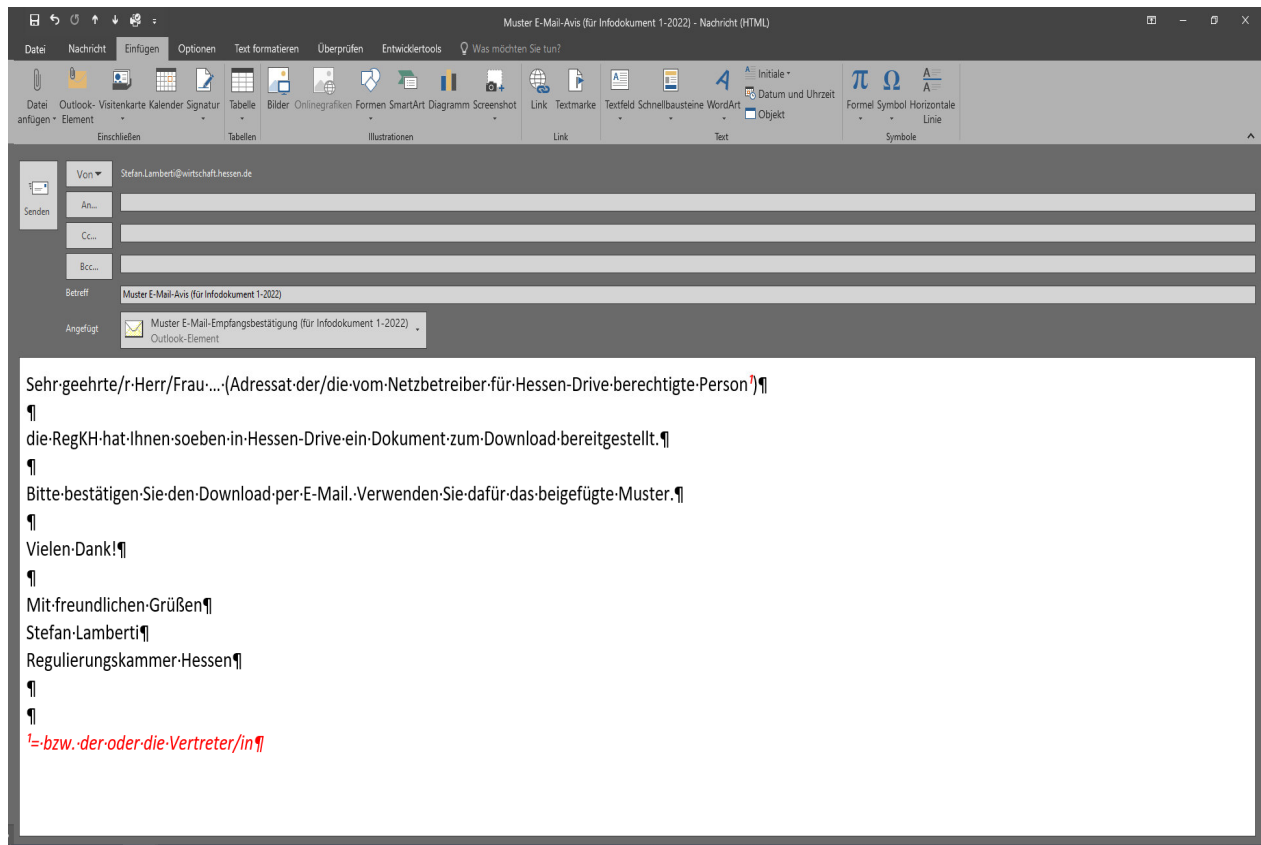 Muster E-Mail-Avis (für Infodokument 1-2022) - Nachricht (HTML)
Datei Nachricht Einfügen Optionen Text formatieren Überprüfen Entwicklertools Was möchten Sie tun?
Datei anfügen
Outlook-Element
Visitenkarte
Kalender
Signatur
Tabelle
Bilder
Onlinegrafiken
Formen
SmartArt
Diagramm
Screenshot
Link
Textmarke
Textfeld
Schnellbausteine
WordArt
Initiale
Datum und Uhrzeit
Objekt
Formel
Symbol
Horizontale Linie
Einschließen Tabellen Illustrationen Link Text Symbole
Senden
Von Stefan.Lamberti@wirtschaft.hessen.de
An...
Cc...
Bcc...
Betreff Muster E-Mail-Avis (für Infodokument 1-2022)
Angefügt Muster E-Mail-Empfangsbestätigung (für Infodokument 1-2022)
Outlook-Element
Sehr·geehrte/r·Herr/Frau·...·(Adressat·der/die·vom·Netzbetreiber·für·Hessen-Drive·berechtigte·Person¹)¶
¶
die·RegKH·hat·Ihnen·soeben·in·Hessen-Drive·ein·Dokument·zum·Download·bereitgestellt.¶
¶
Bitte·bestätigen·Sie·den·Download·per·E-Mail.·Verwenden·Sie·dafür·das·beigefügte·Muster.¶
¶
Vielen·Dank!¶
¶
Mit·freundlichen·Grüßen¶
Stefan·Lamberti¶
Regulierungskammer·Hessen¶
¶
¶
¹=·bzw.·der·oder·die·Vertreter/in¶